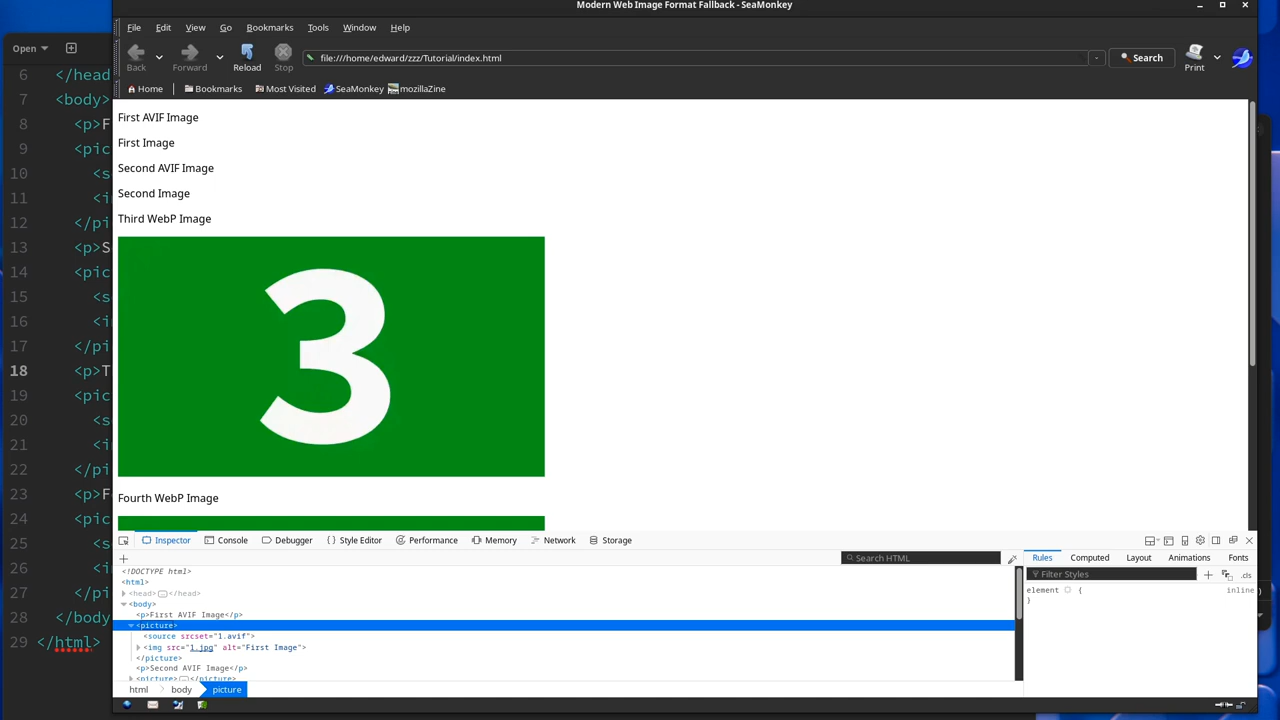 Modern Web Image Format Fallback - SeaMonkey
File Edit View Go Bookmarks Tools Window Help
Open
Back Forward Reload Stop file:///home/edward/zzz/Tutorial/index.html Search Print
Home Bookmarks Most Visited SeaMonkey mozillaZine
6 </head
7 <body>
8 <p>F
9 <pic
10 <s
11 <i
12 </pi
13 <p>S
14 <pic
15 <s
16 <i
17 </pi
18 <p>T
19 <pic
20 <s
21 <i
22 </pi
23 <p>F
24 <pic
25 <s
26 <i
27 </pi
28 </body
29 </html>
First AVIF Image
First Image
Second AVIF Image
Second Image
Third WebP Image
3
Fourth WebP Image
Inspector Console Debugger Style Editor Performance Memory Network Storage
Search HTML
Rules Computed Layout Animations Fonts
Filter Styles .cls
<!DOCTYPE html>
<html>
<head> </head>
<body>
<p>First AVIF Image</p>
<picture>
<source srcset="1.avif">
<img src="1.jpg" alt="First Image">
</picture>
<p>Second AVIF Image</p>
<picture> </picture>
element { inline
}
html body picture